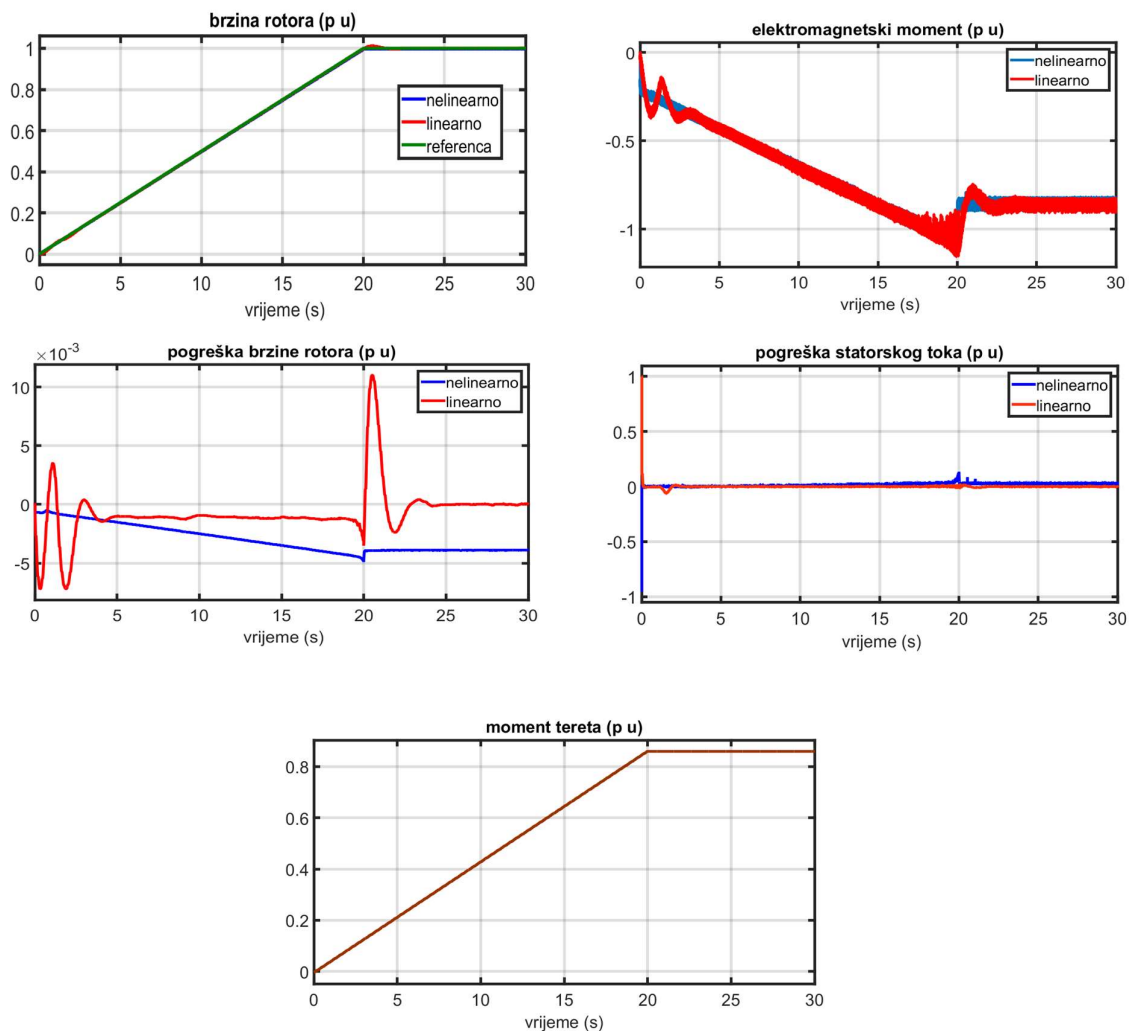 brzina rotora (p u)
1
0.8
0.6
0.4
0.2
0
nelinearno
linearno
referenca
0 5 10 15 20 25 30
vrijeme (s)
elektromagnetski moment (p u)
0
-0.5
-1
nelinearno
linearno
0 5 10 15 20 25 30
vrijeme (s)
×10⁻³
pogreška brzine rotora (p u)
10
5
0
-5
nelinearno
linearno
0 5 10 15 20 25 30
vrijeme (s)
pogreška statorskog toka (p u)
1
0.5
0
-0.5
-1
nelinearno
linearno
0 5 10 15 20 25 30
vrijeme (s)
moment tereta (p u)
0.8
0.6
0.4
0.2
0
0 5 10 15 20 25 30
vrijeme (s)